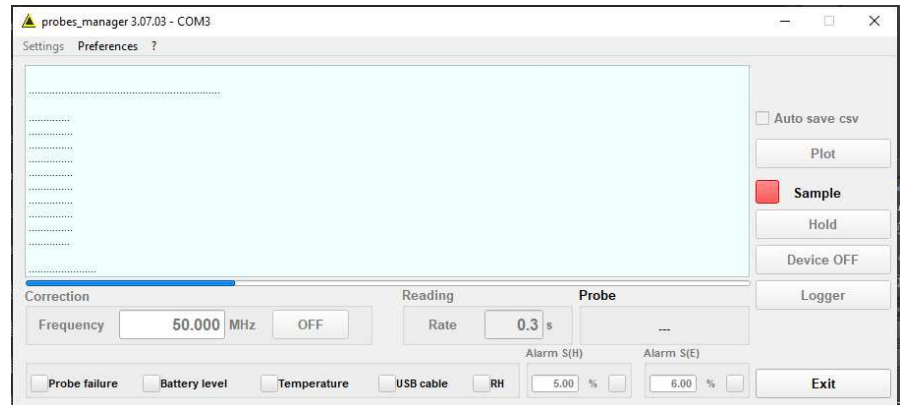 probes_manager 3.07.03 - COM3
Settings Preferences ?
................................................................
.............
..............
..............
..............
..............
..............
..............
..............
..............
.............
.......................
Auto save csv
Plot
Sample
Hold
Device OFF
Logger
Correction
Frequency 50.000 MHz OFF
Reading
Rate 0.3 s
Probe
---
Probe failure Battery level Temperature USB cable RH
Alarm S(H)
5.00 %
Alarm S(E)
6.00 %
Exit